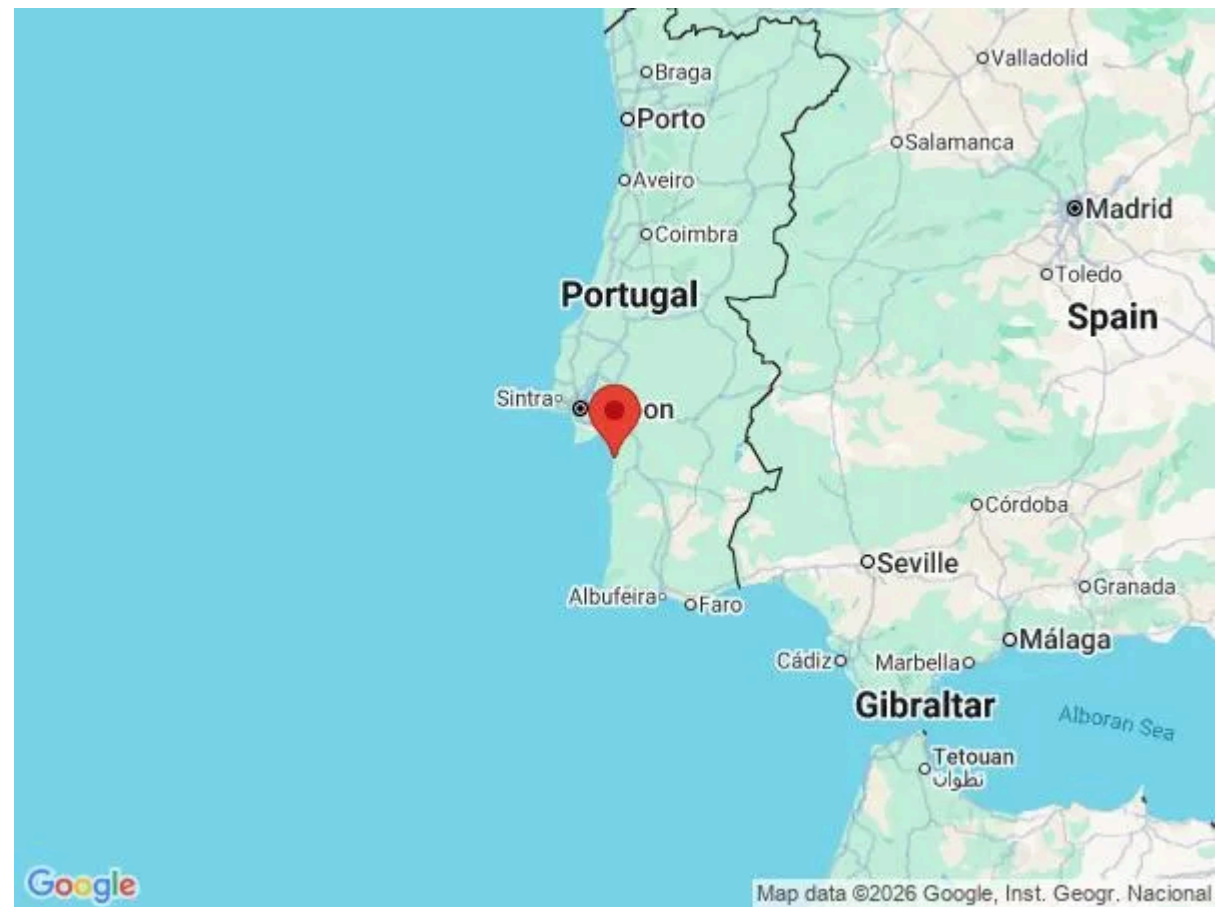 Braga
Valladolid
Porto
Salamanca
Aveiro
Madrid
Coimbra
Toledo
Portugal
Spain
Sintra
on
Córdoba
Seville
Granada
Albufeira
Faro
Málaga
Cádiz
Marbella
Gibraltar
Alboran Sea
Tetouan
تطوان
Google
Map data ©2026 Google, Inst. Geogr. Nacional